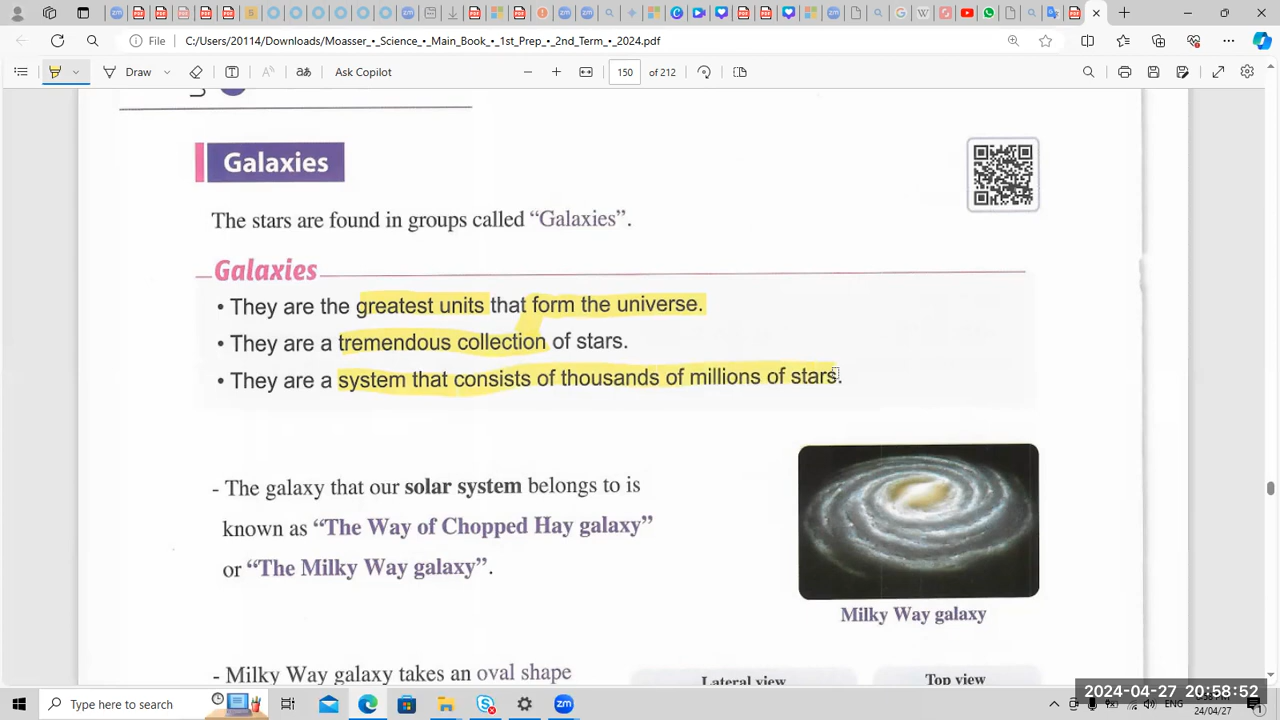 File
C:/Users/20114/Downloads/Moasser_•_Science_•_Main_Book_•_1st_Prep_•_2nd_Term_•_2024.pdf
Draw
Ask Copilot
150 of 212
Galaxies
The stars are found in groups called “Galaxies”.
Galaxies
• They are the greatest units that form the universe.
• They are a tremendous collection of stars.
• They are a system that consists of thousands of millions of stars.
- The galaxy that our solar system belongs to is
known as “The Way of Chopped Hay galaxy”
or “The Milky Way galaxy”.
Milky Way galaxy
- Milky Way galaxy takes an oval shape
Lateral view
Top view
2024-04-27 20:58:52
Type here to search
ENG
24/04/27